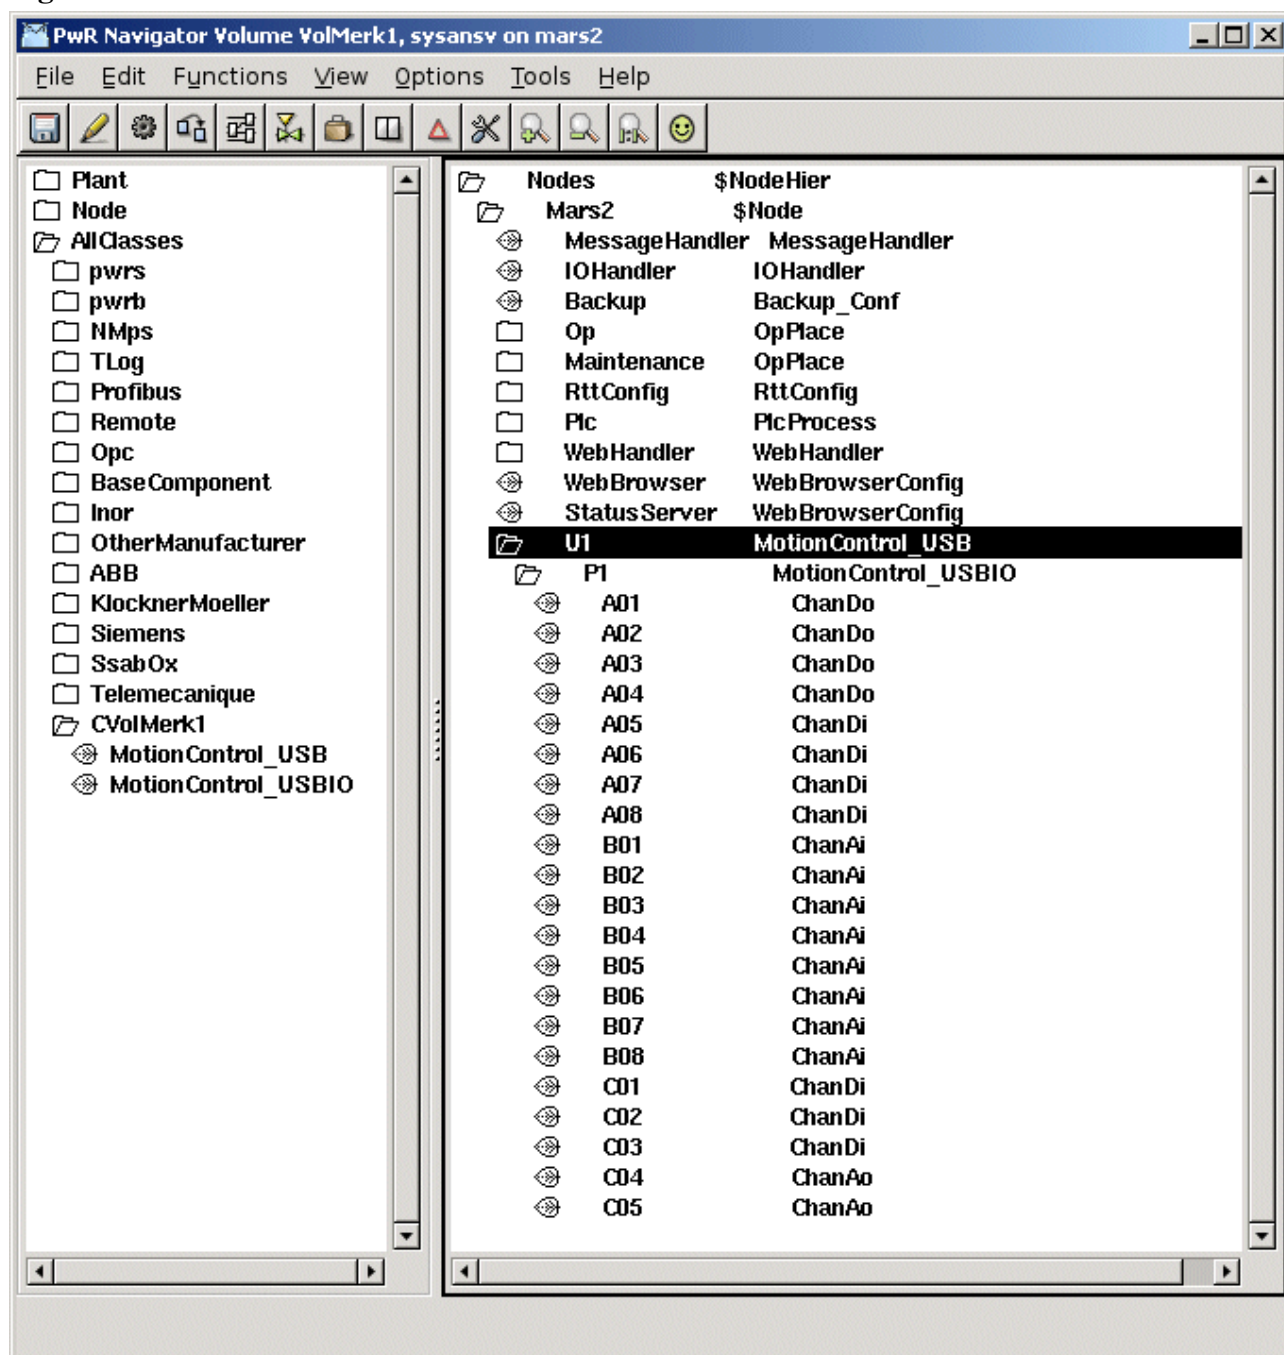 PwR Navigator Volume VolMerk1, sysansv on mars2
File Edit Functions View Options Tools Help
Plant
Node
AllClasses
pwrs
pwrb
NMps
TLog
Profibus
Remote
Opc
BaseComponent
Inor
OtherManufacturer
ABB
KlocknerMoeller
Siemens
SsabOx
Telemecanique
CVolMerk1
MotionControl_USB
MotionControl_USBIO
Nodes $NodeHier
Mars2 $Node
MessageHandler MessageHandler
IOHandler IOHandler
Backup Backup_Conf
Op OpPlace
Maintenance OpPlace
RttConfig RttConfig
Plc PlcProcess
WebHandler WebHandler
WebBrowser WebBrowserConfig
StatusServer WebBrowserConfig
U1 MotionControl_USB
P1 MotionControl_USBIO
A01 ChanDo
A02 ChanDo
A03 ChanDo
A04 ChanDo
A05 ChanDi
A06 ChanDi
A07 ChanDi
A08 ChanDi
B01 ChanAi
B02 ChanAi
B03 ChanAi
B04 ChanAi
B05 ChanAi
B06 ChanAi
B07 ChanAi
B08 ChanAi
C01 ChanDi
C02 ChanDi
C03 ChanDi
C04 ChanAo
C05 ChanAo